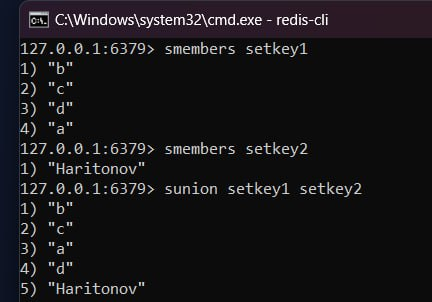 C:\Windows\system32\cmd.exe - redis-cli
127.0.0.1:6379> smembers setkey1
1) "b"
2) "c"
3) "d"
4) "a"
127.0.0.1:6379> smembers setkey2
1) "Haritonov"
127.0.0.1:6379> sunion setkey1 setkey2
1) "b"
2) "c"
3) "a"
4) "d"
5) "Haritonov"